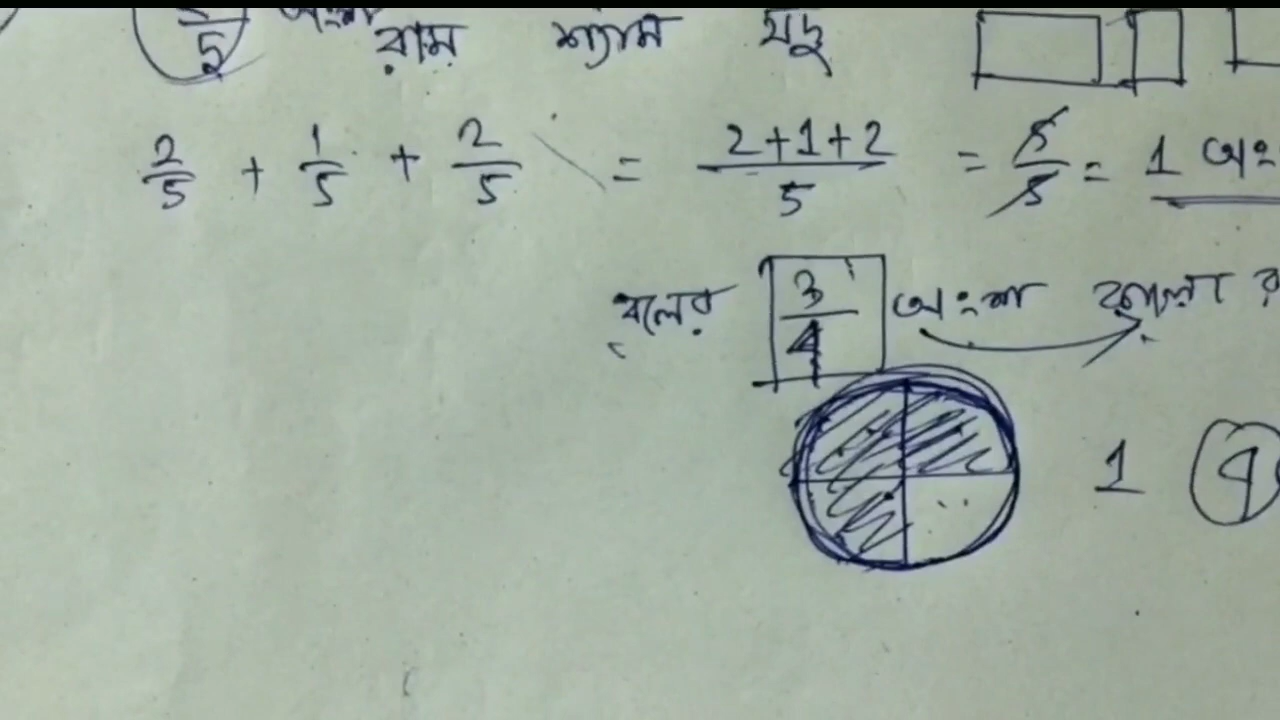 5 অংশ রাম শ্যাম যদু
2/5 + 1/5 + 2/5 = 2+1+2/5 = 5/5 = 1
বলের 3/4 অংশ কালো
1 4